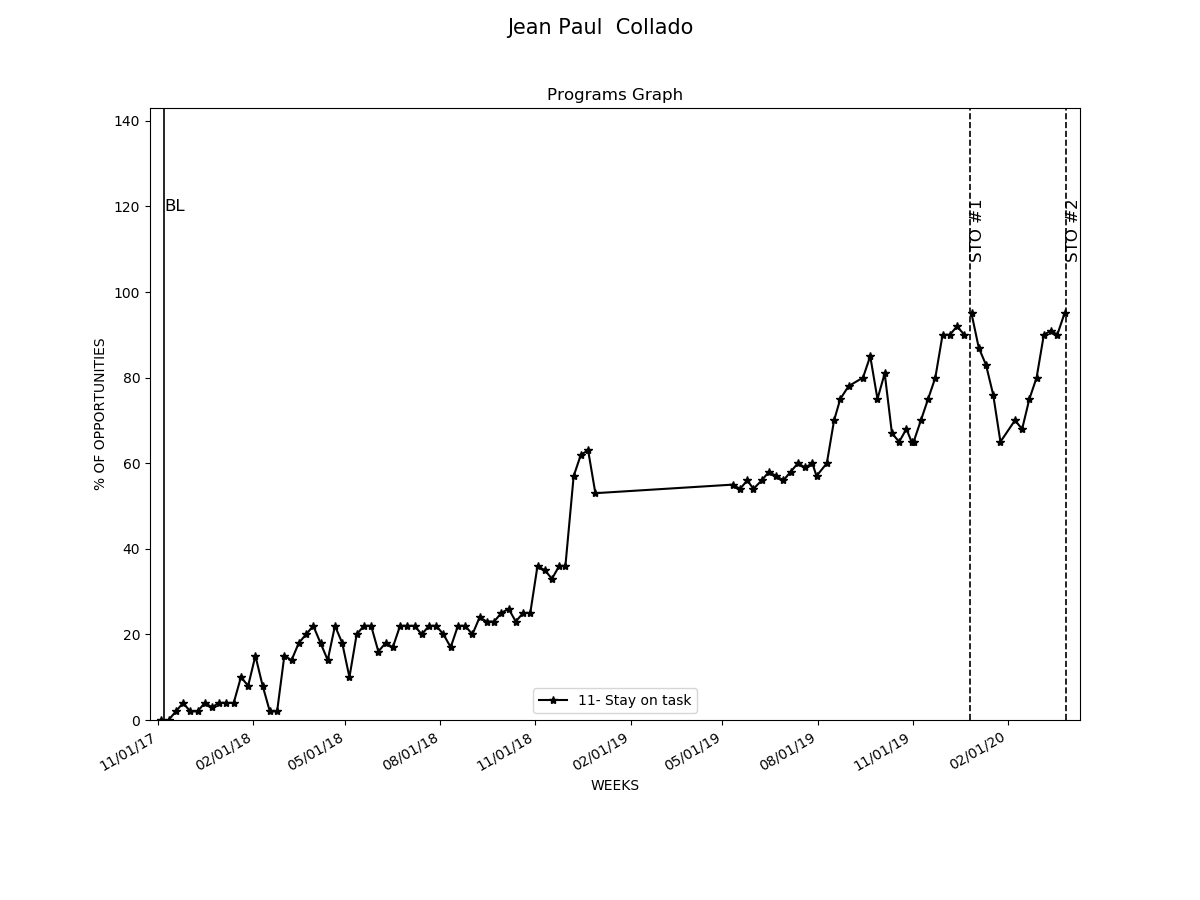 Jean Paul  Collado
Programs Graph
140
120
100
80
60
40
20
0
% OF OPPORTUNITIES
BL
STO #1
STO #2
11- Stay on task
11/01/17
02/01/18
05/01/18
08/01/18
11/01/18
02/01/19
05/01/19
08/01/19
11/01/19
02/01/20
WEEKS